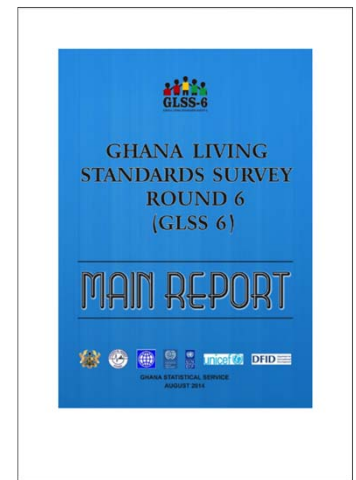 GLSS-6
GHANA LIVING
STANDARDS SURVEY
ROUND 6
(GLSS 6)
MAIN REPORT
unicef
DFID
GHANA STATISTICAL SERVICE
AUGUST 2014